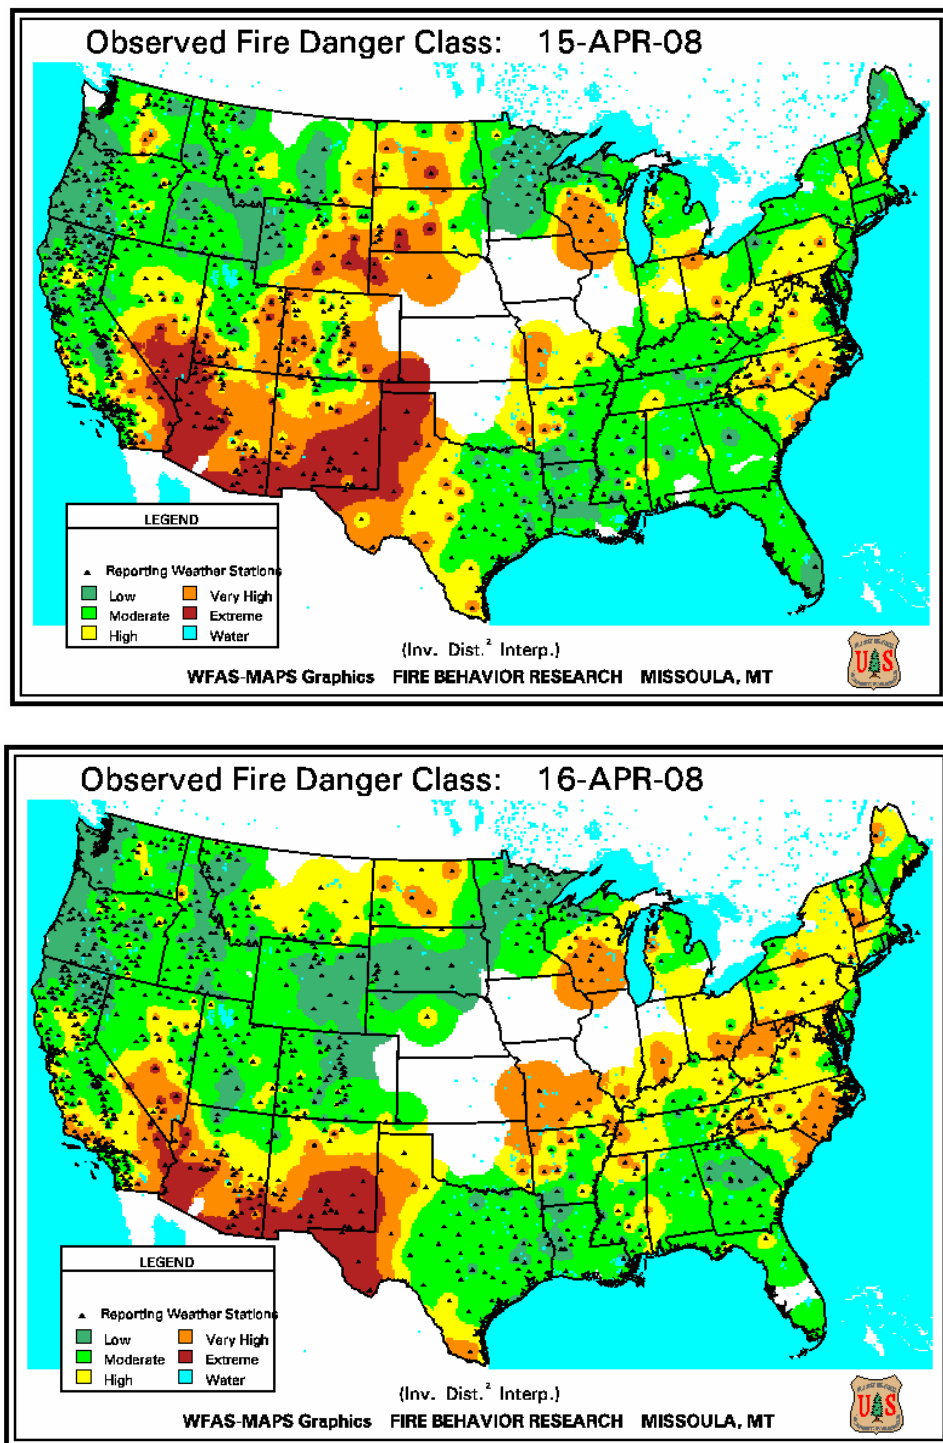 Observed Fire Danger Class: 15-APR-08
LEGEND
Reporting Weather Stations
Low
Very High
Moderate
Extreme
High
Water
(Inv. Dist.² Interp.)
WFAS-MAPS Graphics FIRE BEHAVIOR RESEARCH MISSOULA, MT
U S
Observed Fire Danger Class: 16-APR-08
LEGEND
Reporting Weather Stations
Low
Very High
Moderate
Extreme
High
Water
(Inv. Dist.² Interp.)
WFAS-MAPS Graphics FIRE BEHAVIOR RESEARCH MISSOULA, MT
U S